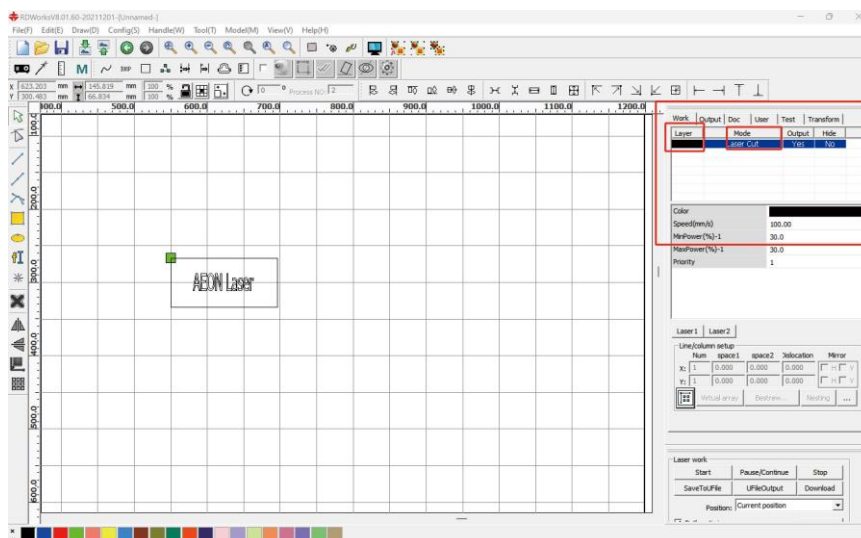 RDWorksV8.01.60-20211201-[Unnamed-]
File(F) Edit(E) Draw(D) Config(S) Handle(W) Tool(T) Model(M) View(V) Help(H)
X 623.203 mm 145.819 mm 100 % 0 ° Process NO: 2
Y 300.483 mm 66.834 mm 100 %
500.0 600.0 700.0 800.0 900.0 1000.0 1100.0 1200.0
100.0
200.0
300.0
400.0
500.0
600.0
AEON Laser
Work Output Doc User Test Transform
Layer Mode Output Hide
Laser Cut Yes No
Color
Speed(mm/s) 100.00
MinPower(%)-1 30.0
MaxPower(%)-1 30.0
Priority 1
Laser1 Laser2
Line/column setup
Num space1 space2 Dislocation Mirror
X: 1 0.000 0.000 0.000 H V
Y: 1 0.000 0.000 0.000 H V
Virtual array Bestrew... Nesting ...
Laser work
Start Pause/Continue Stop
SaveToUFile UFileOutput Download
Position: Current position